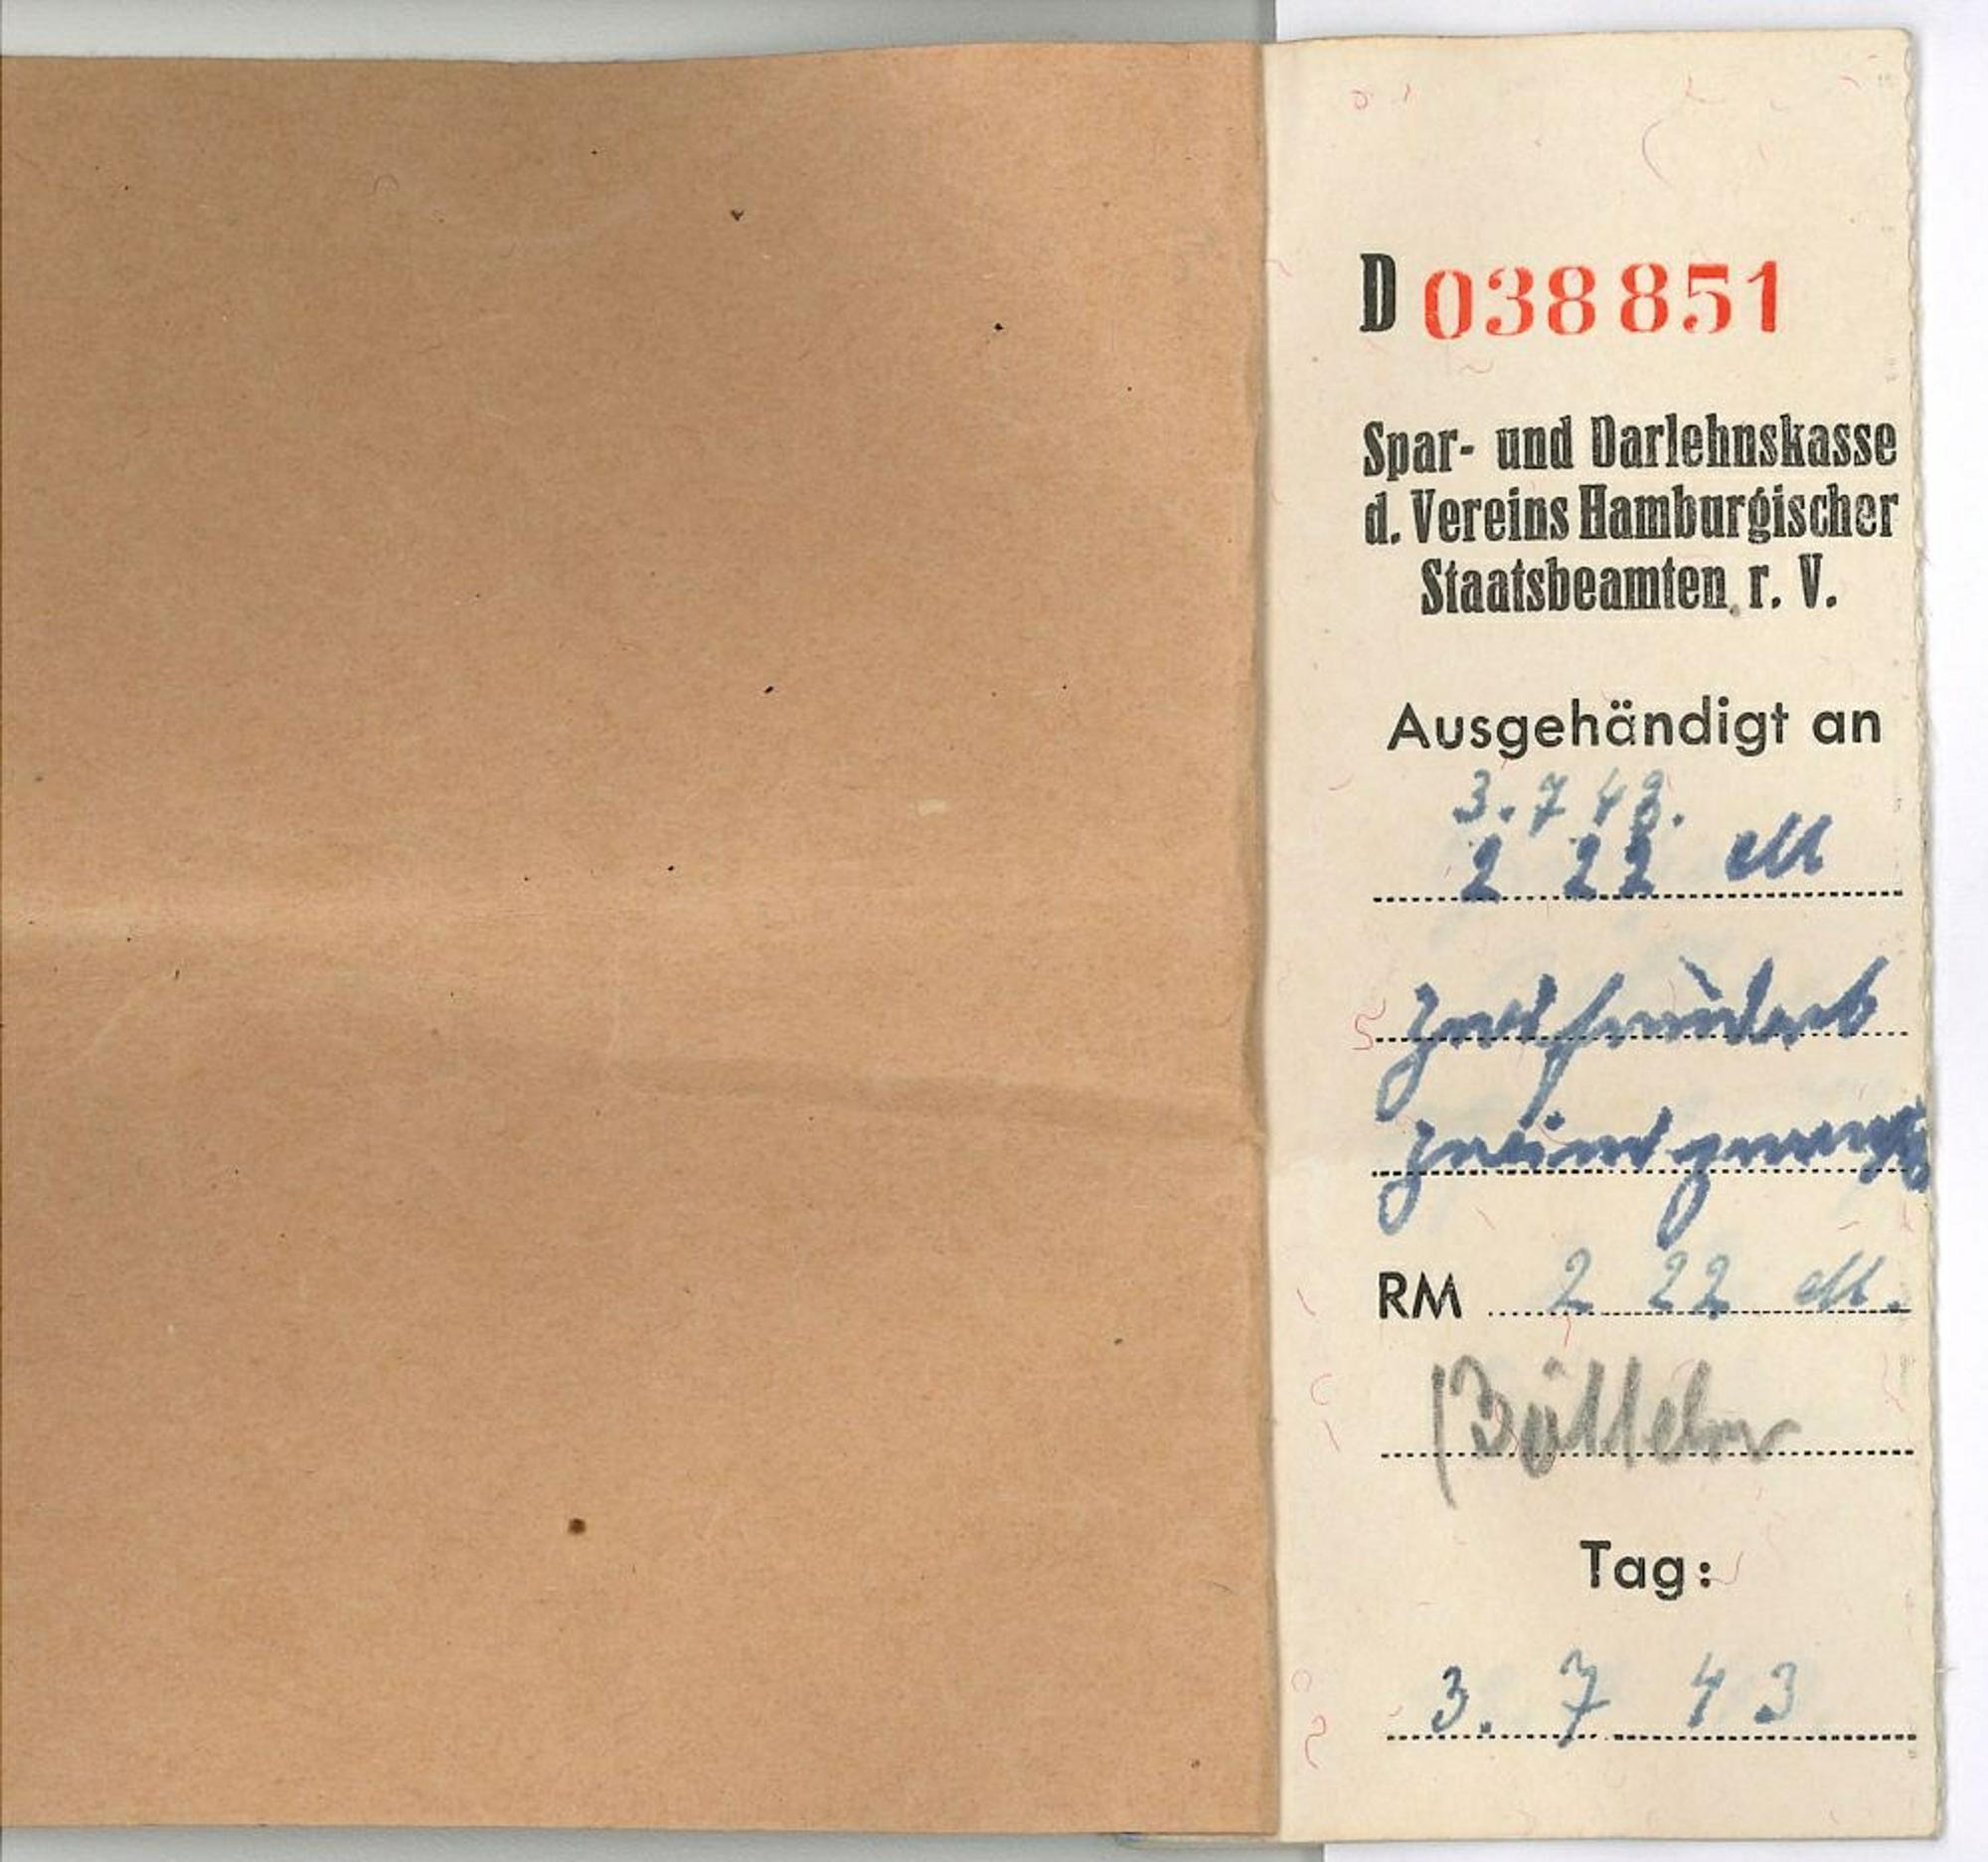 D 038851
Spar- und Darlehnskasse
d. Vereins Hamburgischer
Staatsbeamten r. V.
Ausgehändigt an
3. 7 43.
2 22 M
Zweihundert
zweiundzwanzig
RM 2 22 M.
Tag:
3. 7 43